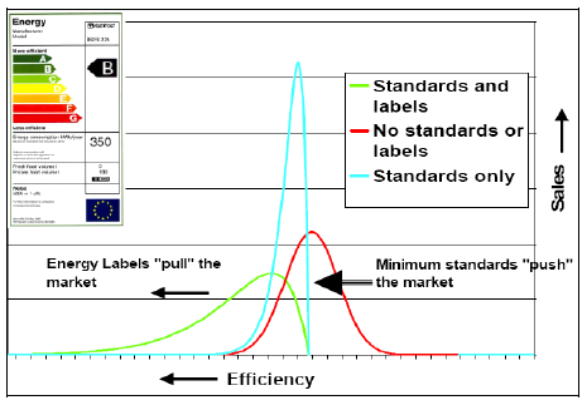 Energy
Manufacturer
Model
More efficient
A
B
C
D
E
F
G
Less efficient
B
350
Standards and
labels
No standards or
labels
Standards only
Sales
Energy Labels "pull" the
market
Minimum standards "push"
the market
Efficiency